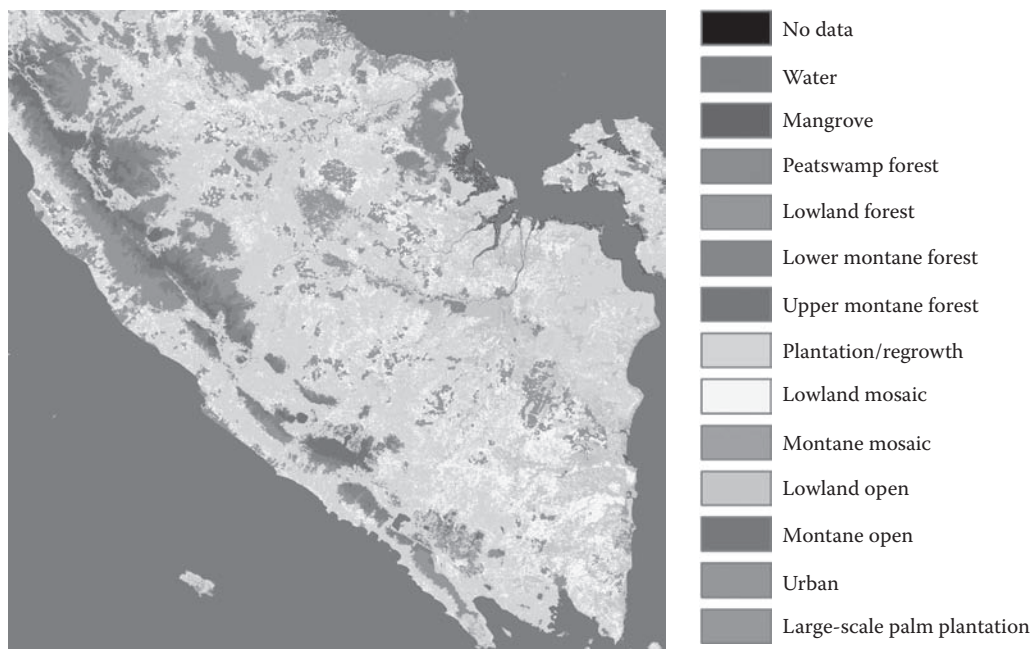 No data
Water
Mangrove
Peatswamp forest
Lowland forest
Lower montane forest
Upper montane forest
Plantation/regrowth
Lowland mosaic
Montane mosaic
Lowland open
Montane open
Urban
Large-scale palm plantation